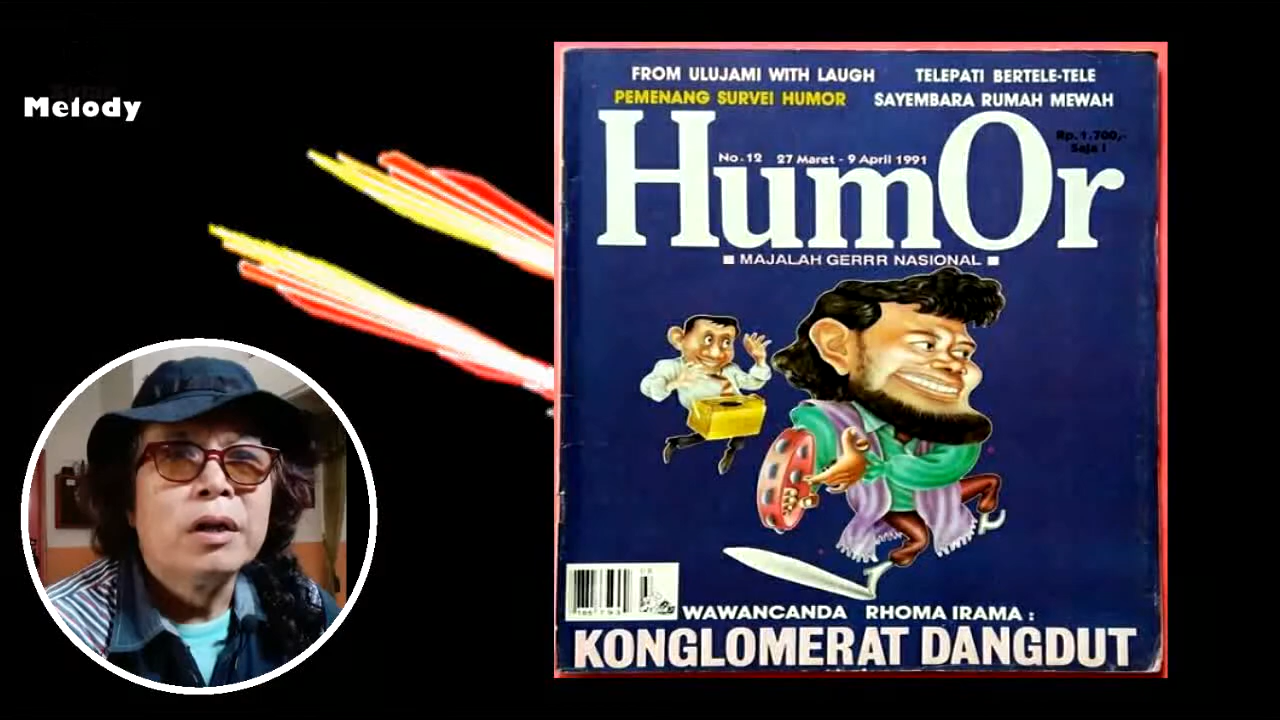 Melody
FROM ULUJAMI WITH LAUGH TELEPATI BERTELE-TELE
PEMENANG SURVEI HUMOR SAYEMBARA RUMAH MEWAH
HumOr
Rp. 1.700,-
Saja !
No. 12 27 Maret - 9 April 1991
MAJALAH GERRR NASIONAL
WAWANCANDA RHOMA IRAMA :
KONGLOMERAT DANGDUT